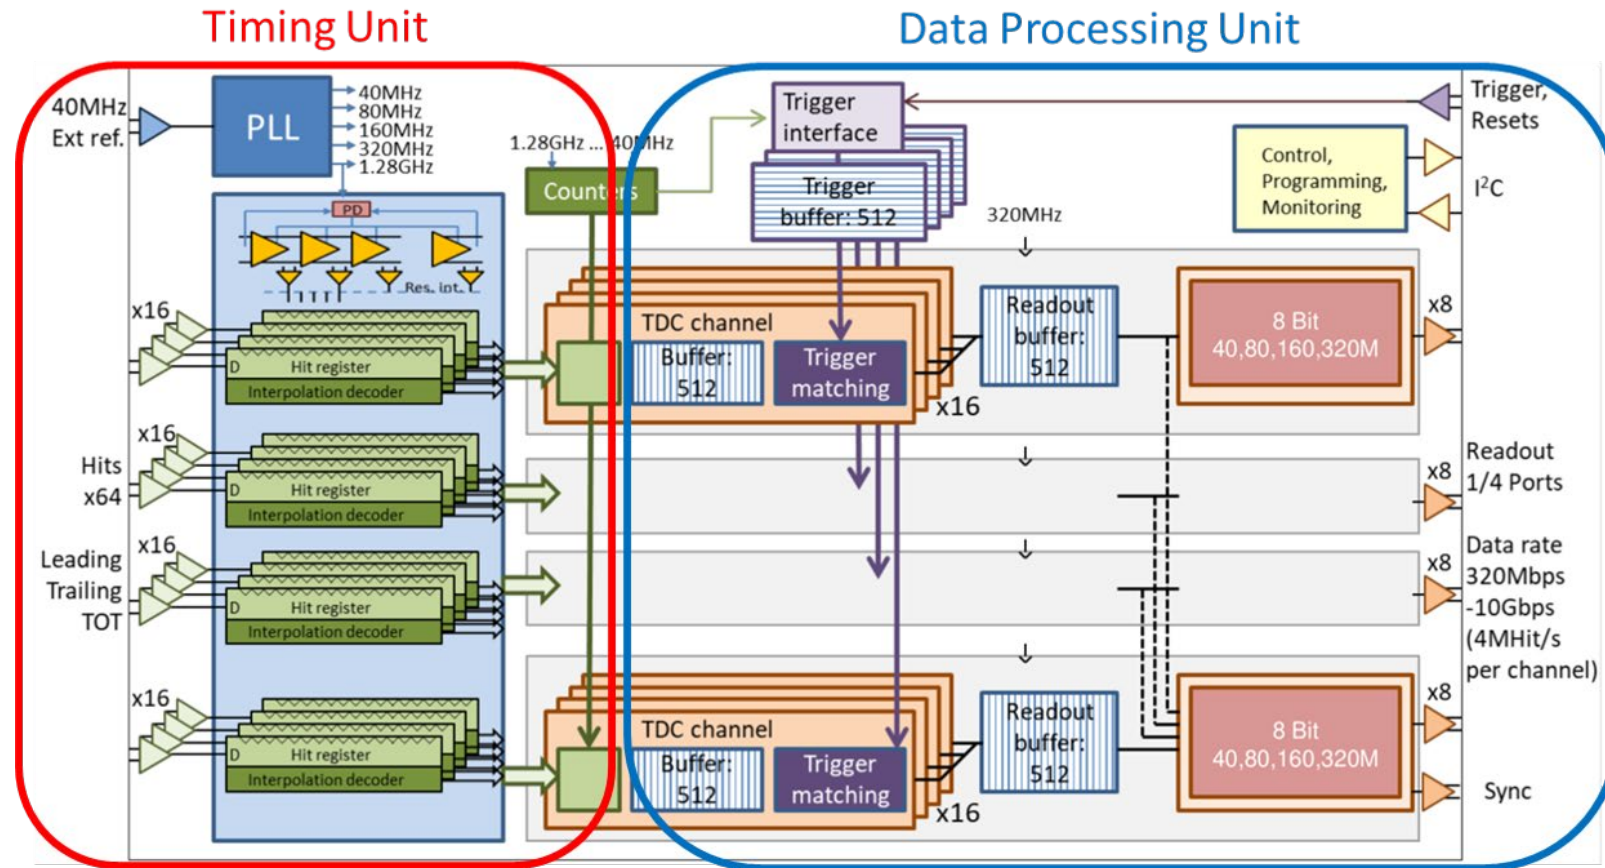 Timing Unit
Data Processing Unit
40MHz
Ext ref.
PLL
40MHz
80MHz
160MHz
320MHz
1.28GHz
1.28GHz ... 40MHz
Counters
Trigger
interface
Trigger
buffer: 512
Trigger,
Resets
Control,
Programming,
Monitoring
I²C
320MHz
PD
Res. ipt.
x16
D
Hit register
Interpolation decoder
TDC channel
Buffer:
512
Trigger
matching
x16
Readout
buffer:
512
8 Bit
40,80,160,320M
x8
Hits
x64
x16
D
Hit register
Interpolation decoder
x8
Readout
1/4 Ports
Leading
Trailing
TOT
x16
D
Hit register
Interpolation decoder
x8
Data rate
320Mbps
-10Gbps
(4MHit/s
per channel)
x16
D
Hit register
Interpolation decoder
TDC channel
Buffer:
512
Trigger
matching
x16
Readout
buffer:
512
8 Bit
40,80,160,320M
x8
Sync